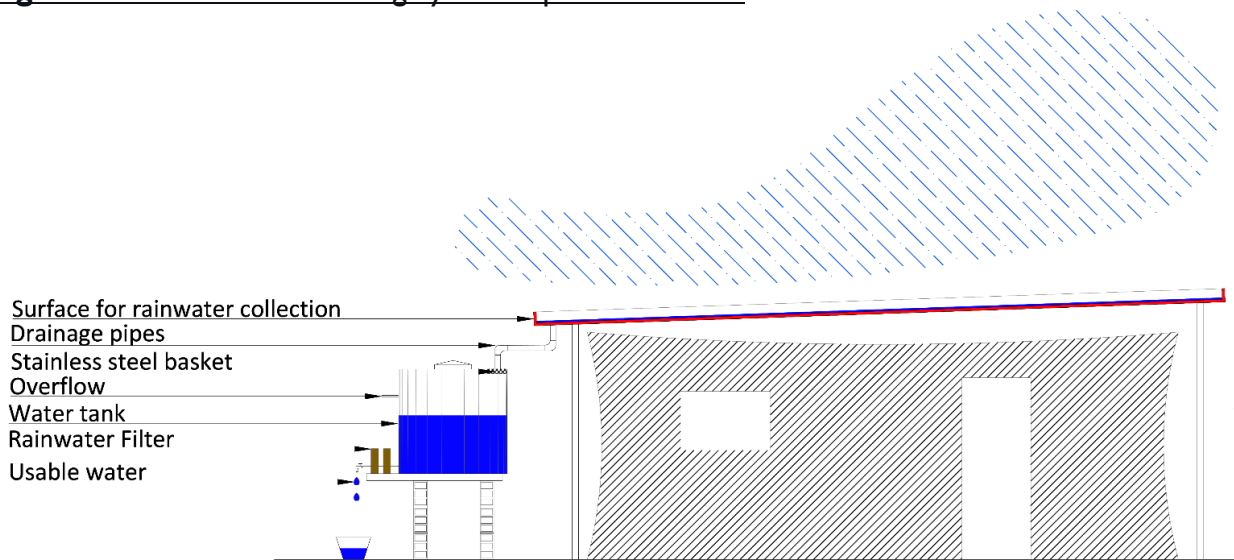 Surface for rainwater collection
Drainage pipes
Stainless steel basket
Overflow
Water tank
Rainwater Filter
Usable water